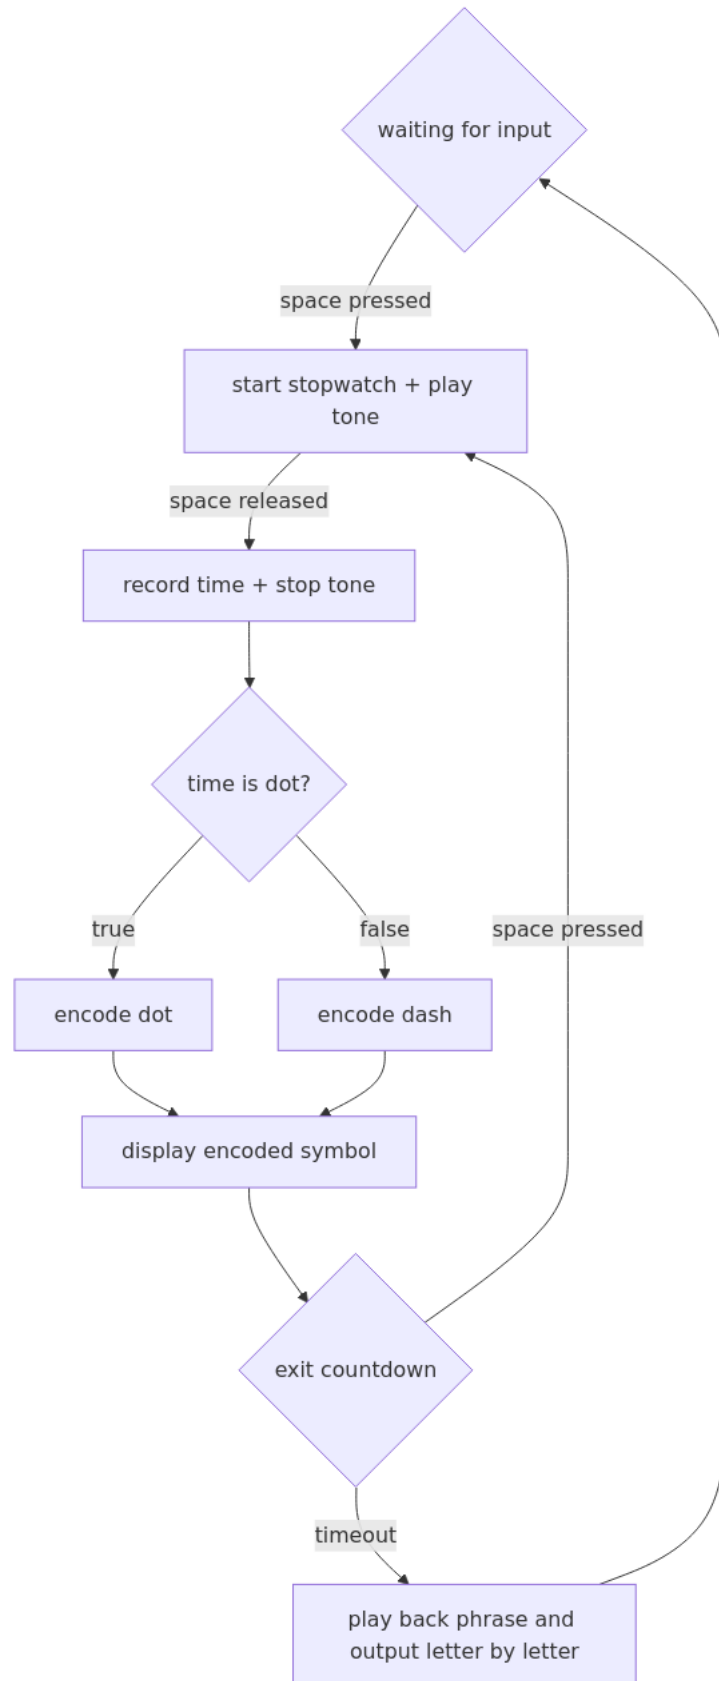 waiting for input
space pressed
start stopwatch + play
tone
space released
record time + stop tone
time is dot?
true
false
space pressed
encode dot
encode dash
display encoded symbol
exit countdown
timeout
play back phrase and
output letter by letter